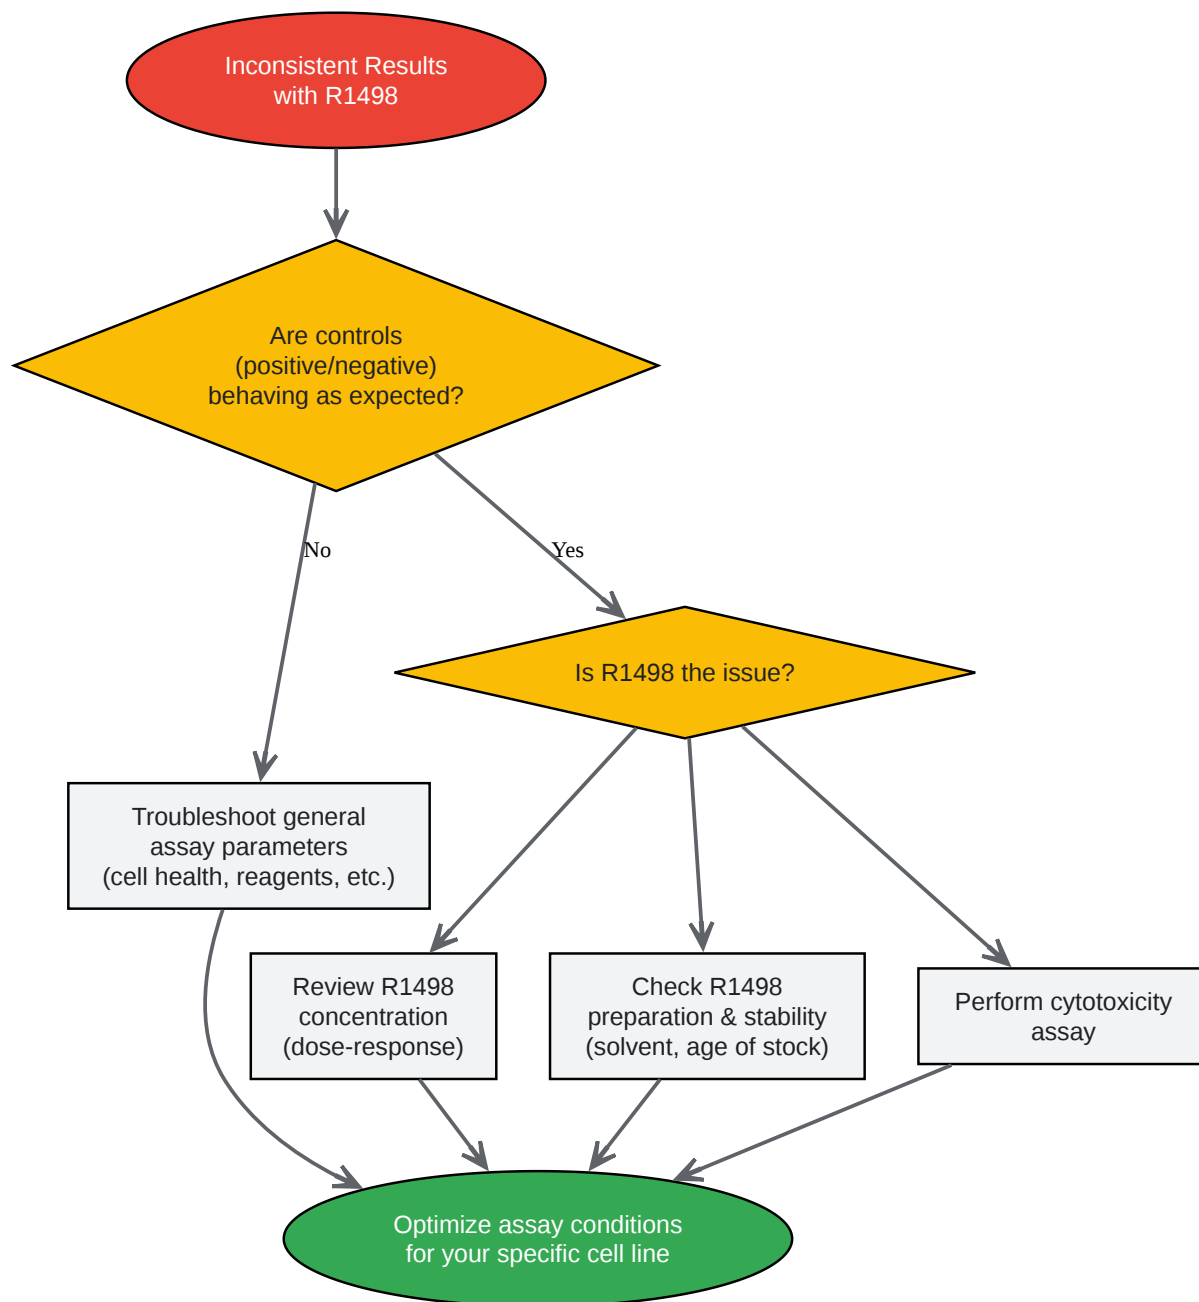 Inconsistent Results
with R1498
Are controls
(positive/negative)
behaving as expected?
No
Yes
Is R1498 the issue?
Troubleshoot general
assay parameters
(cell health, reagents, etc.)
Review R1498
concentration
(dose-response)
Check R1498
preparation & stability
(solvent, age of stock)
Perform cytotoxicity
assay
Optimize assay conditions
for your specific cell line